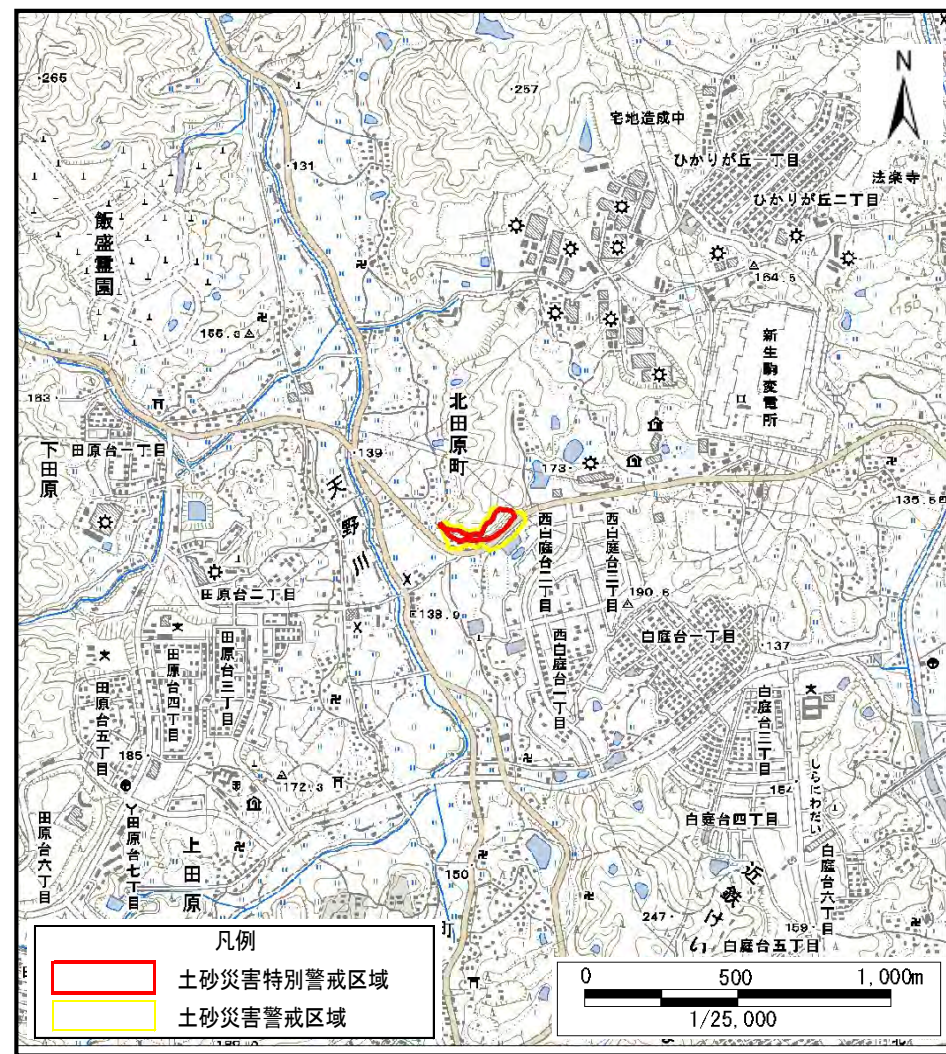 265
257
N
宅地造成中
ひかりが丘一丁目
法楽寺
131
ひかりが丘二丁目
飯盛霊園
164.5
新生駒変電所
163
北田原町
下田原
田原台一丁目
139
173
135.6
天野川
西白庭台二丁目
西白庭台三丁目
田原台二丁目
190.6
138.9
白庭台一丁目
137
田原台三丁目
田原台四丁目
西白庭台一丁目
田原台五丁目
白庭台三丁目
185
172.3
164
しらにわだい
白庭台四丁目
田原台六丁目
田原台七丁目
上田原
白庭台六丁目
150
近鉄け
247
159
い
白庭台五丁目
町
凡例
土砂災害特別警戒区域
土砂災害警戒区域
0 500 1,000m
1/25,000